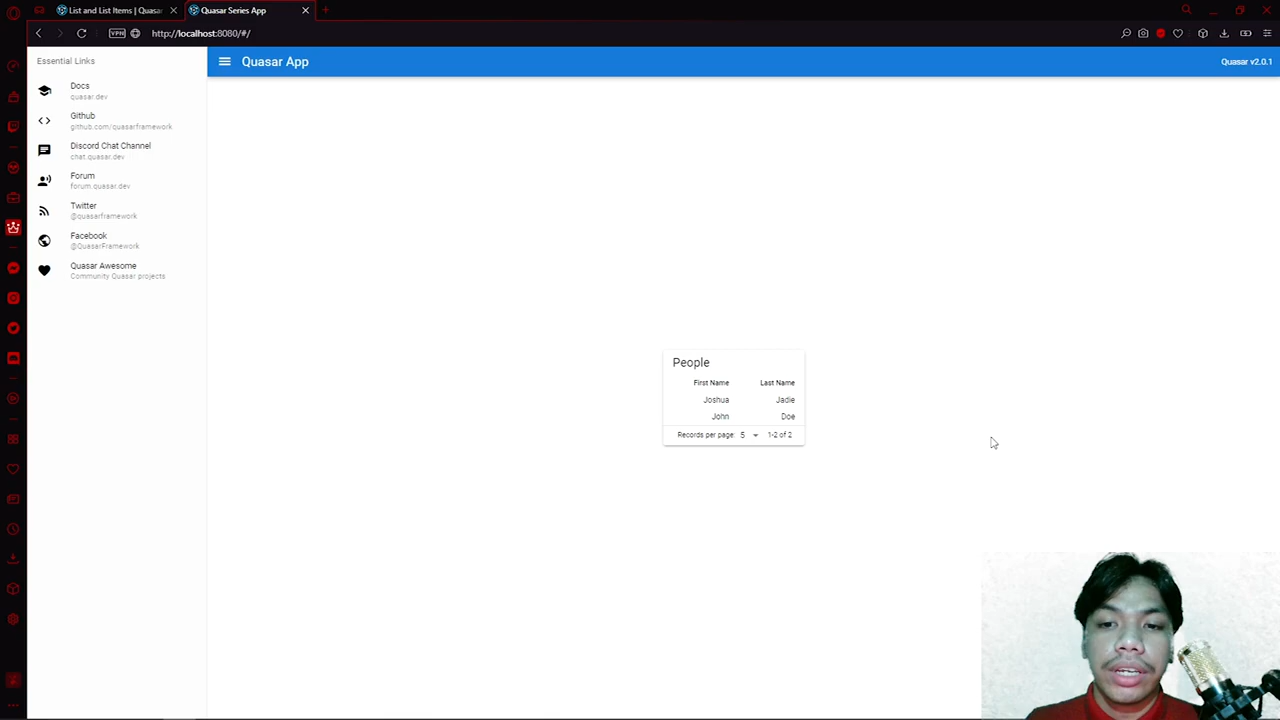 List and List Items | Quasa
Quasar Series App
VPN
http://localhost:8080/#/
Essential Links
Docs
quasar.dev
Github
github.com/quasarframework
Discord Chat Channel
chat.quasar.dev
Forum
forum.quasar.dev
Twitter
@quasarframework
Facebook
@QuasarFramework
Quasar Awesome
Community Quasar projects
Quasar App
Quasar v2.0.1
People
First Name Last Name
Joshua Jadie
John Doe
Records per page: 5 1-2 of 2